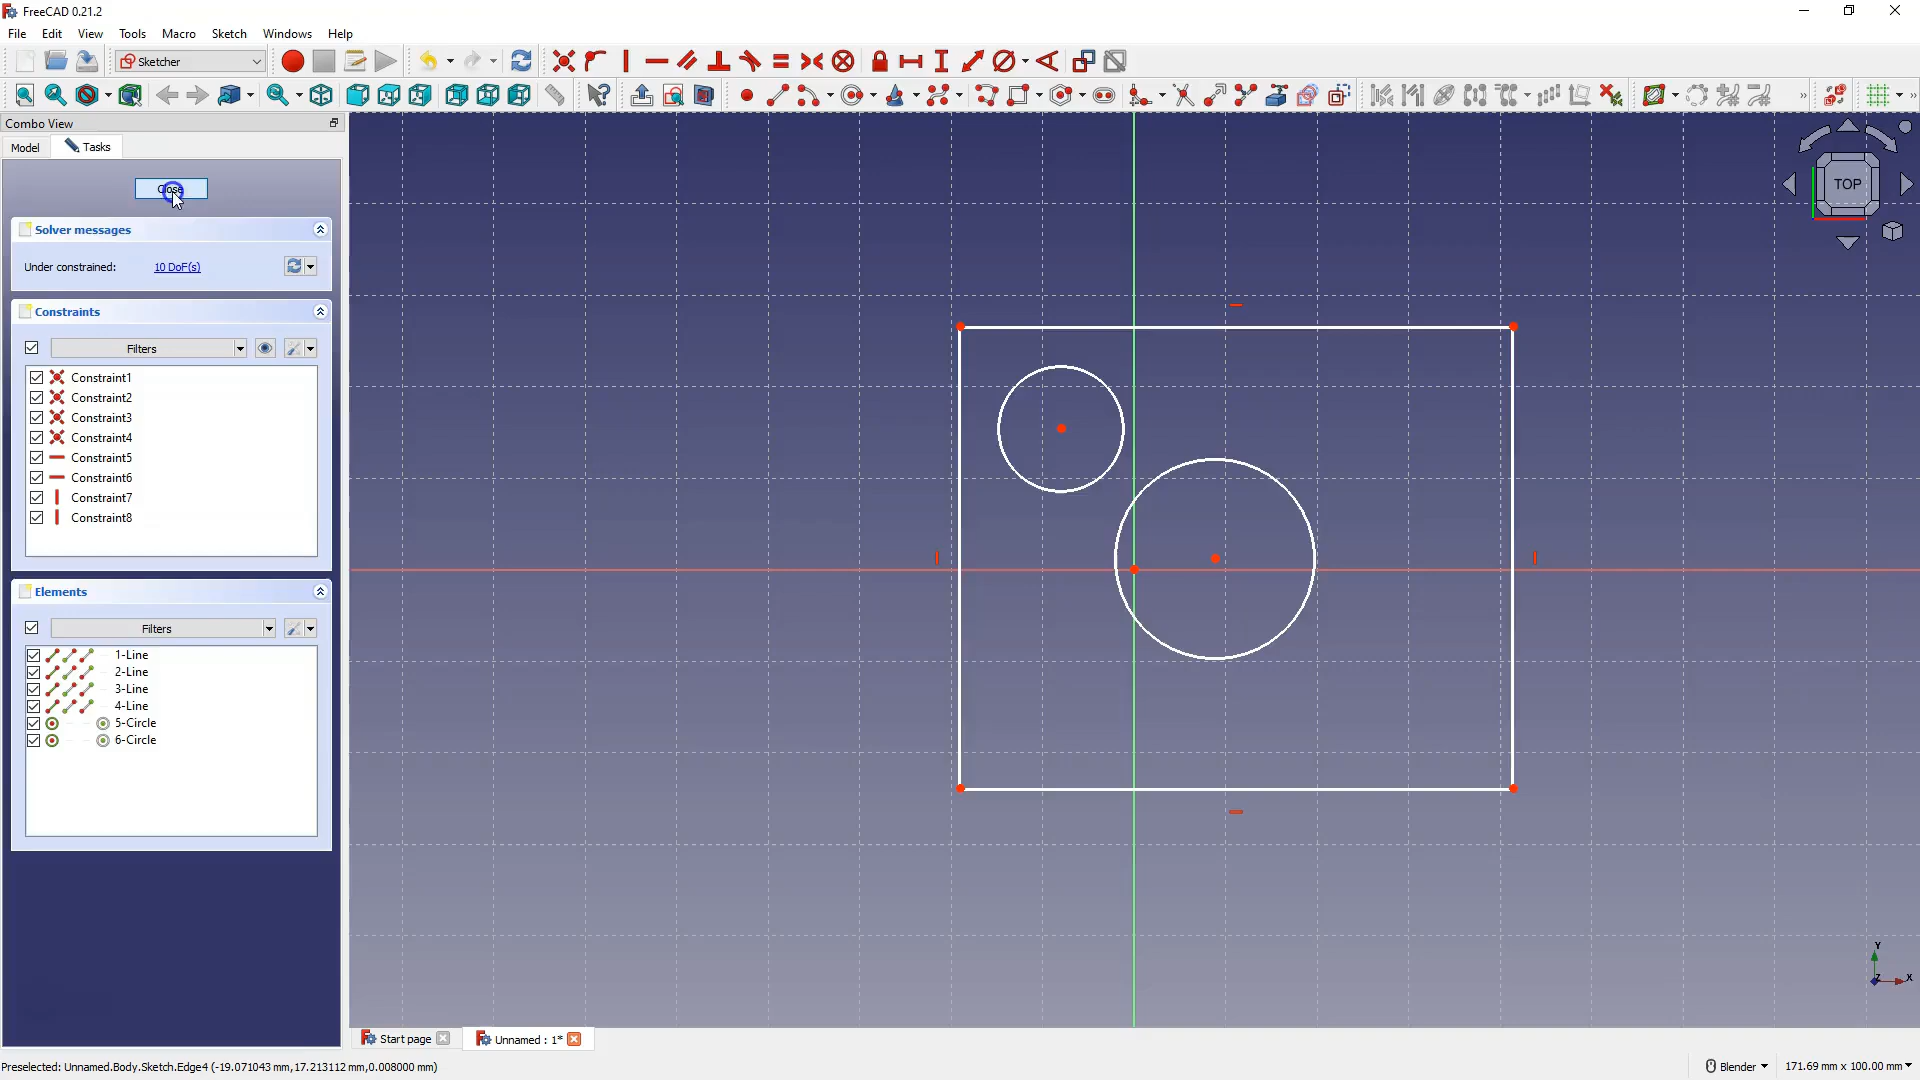 FreeCAD 0.21.2
File Edit View Tools Macro Sketch Windows Help
Sketcher
Combo View
Model Tasks
Close
Solver messages
Under constrained: 10 DoF(s)
Constraints
Filters
Constraint1
Constraint2
Constraint3
Constraint4
Constraint5
Constraint6
Constraint7
Constraint8
Elements
Filters
1-Line
2-Line
3-Line
4-Line
5-Circle
6-Circle
TOP
Y
Z X
Start page Unnamed : 1*
Preselected: Unnamed.Body.Sketch.Edge4 (-19.071043 mm,17.213112 mm,0.008000 mm)
Blender 171.69 mm x 100.00 mm